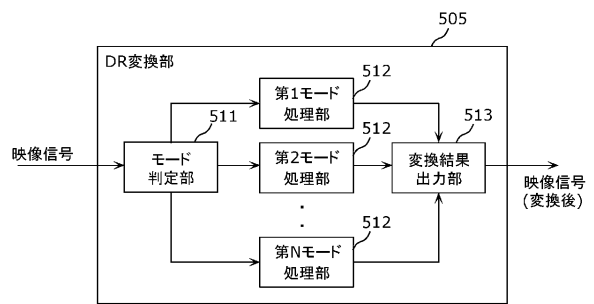 505
DR変換部
512
第1モード
処理部
511
512
513
映像信号
モード
判定部
第2モード
処理部
変換結果
出力部
映像信号
(変換後)
・
・
512
第Nモード
処理部